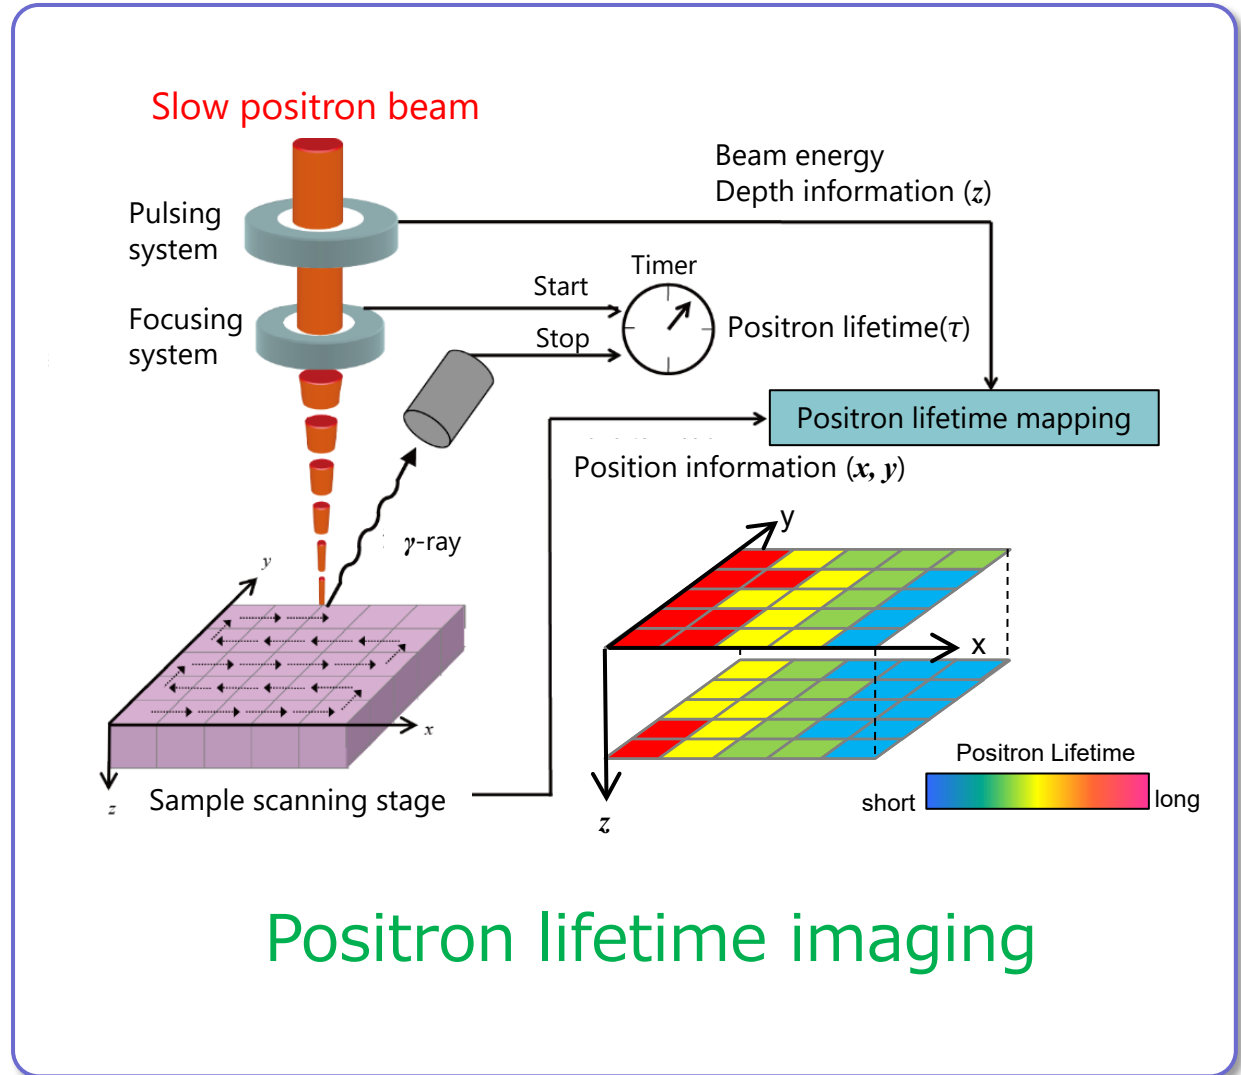 Slow positron beam
Beam energy
Depth information (z)
Pulsing
system
Timer
Start
Focusing
system
Stop
Positron lifetime(τ)
Positron lifetime mapping
Position information (x, y)
γ-ray
y
x
z
Sample scanning stage
y
x
z
Positron Lifetime
short
long
Positron lifetime imaging